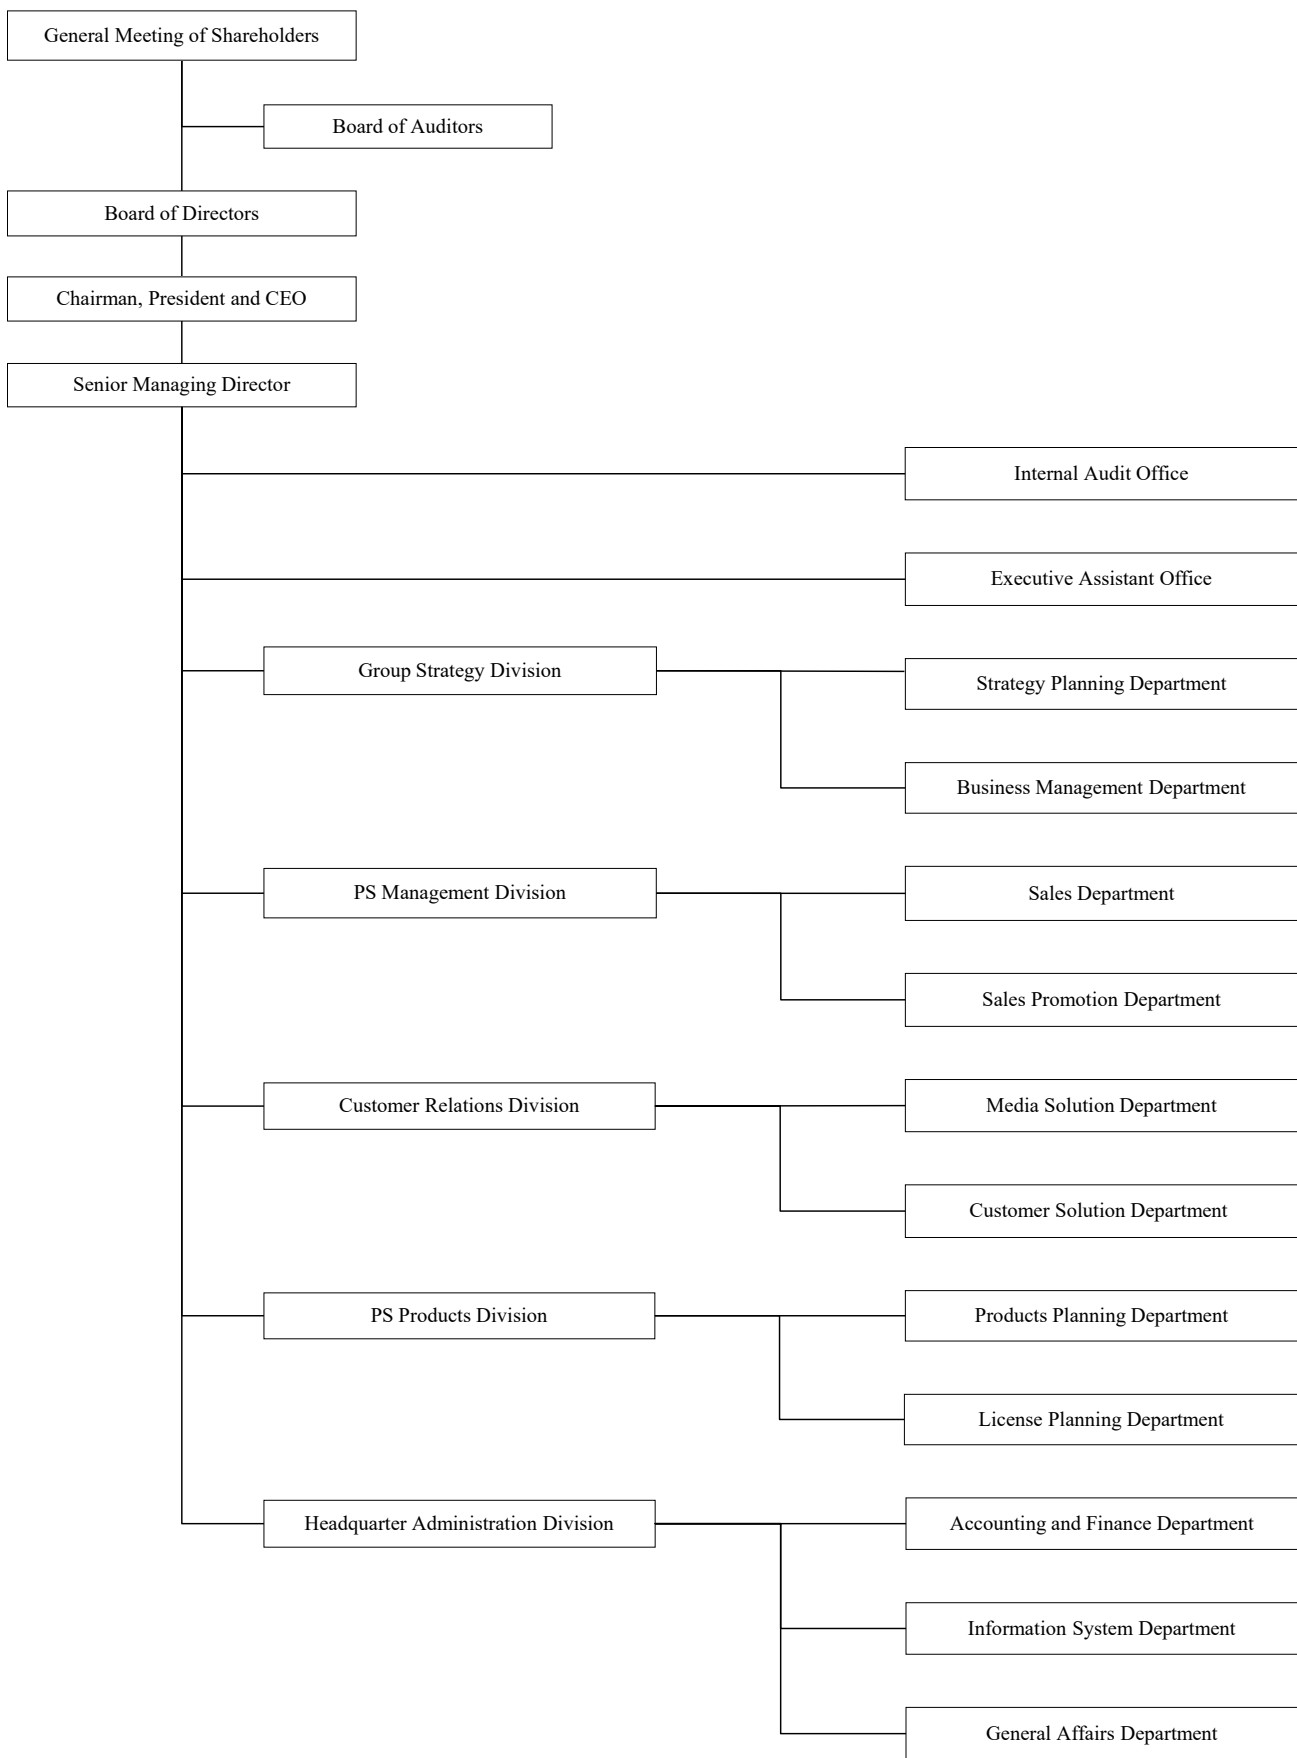 General Meeting of Shareholders
Board of Auditors
Board of Directors
Chairman, President and CEO
Senior Managing Director
Internal Audit Office
Executive Assistant Office
Group Strategy Division
Strategy Planning Department
Business Management Department
PS Management Division
Sales Department
Sales Promotion Department
Customer Relations Division
Media Solution Department
Customer Solution Department
PS Products Division
Products Planning Department
License Planning Department
Headquarter Administration Division
Accounting and Finance Department
Information System Department
General Affairs Department